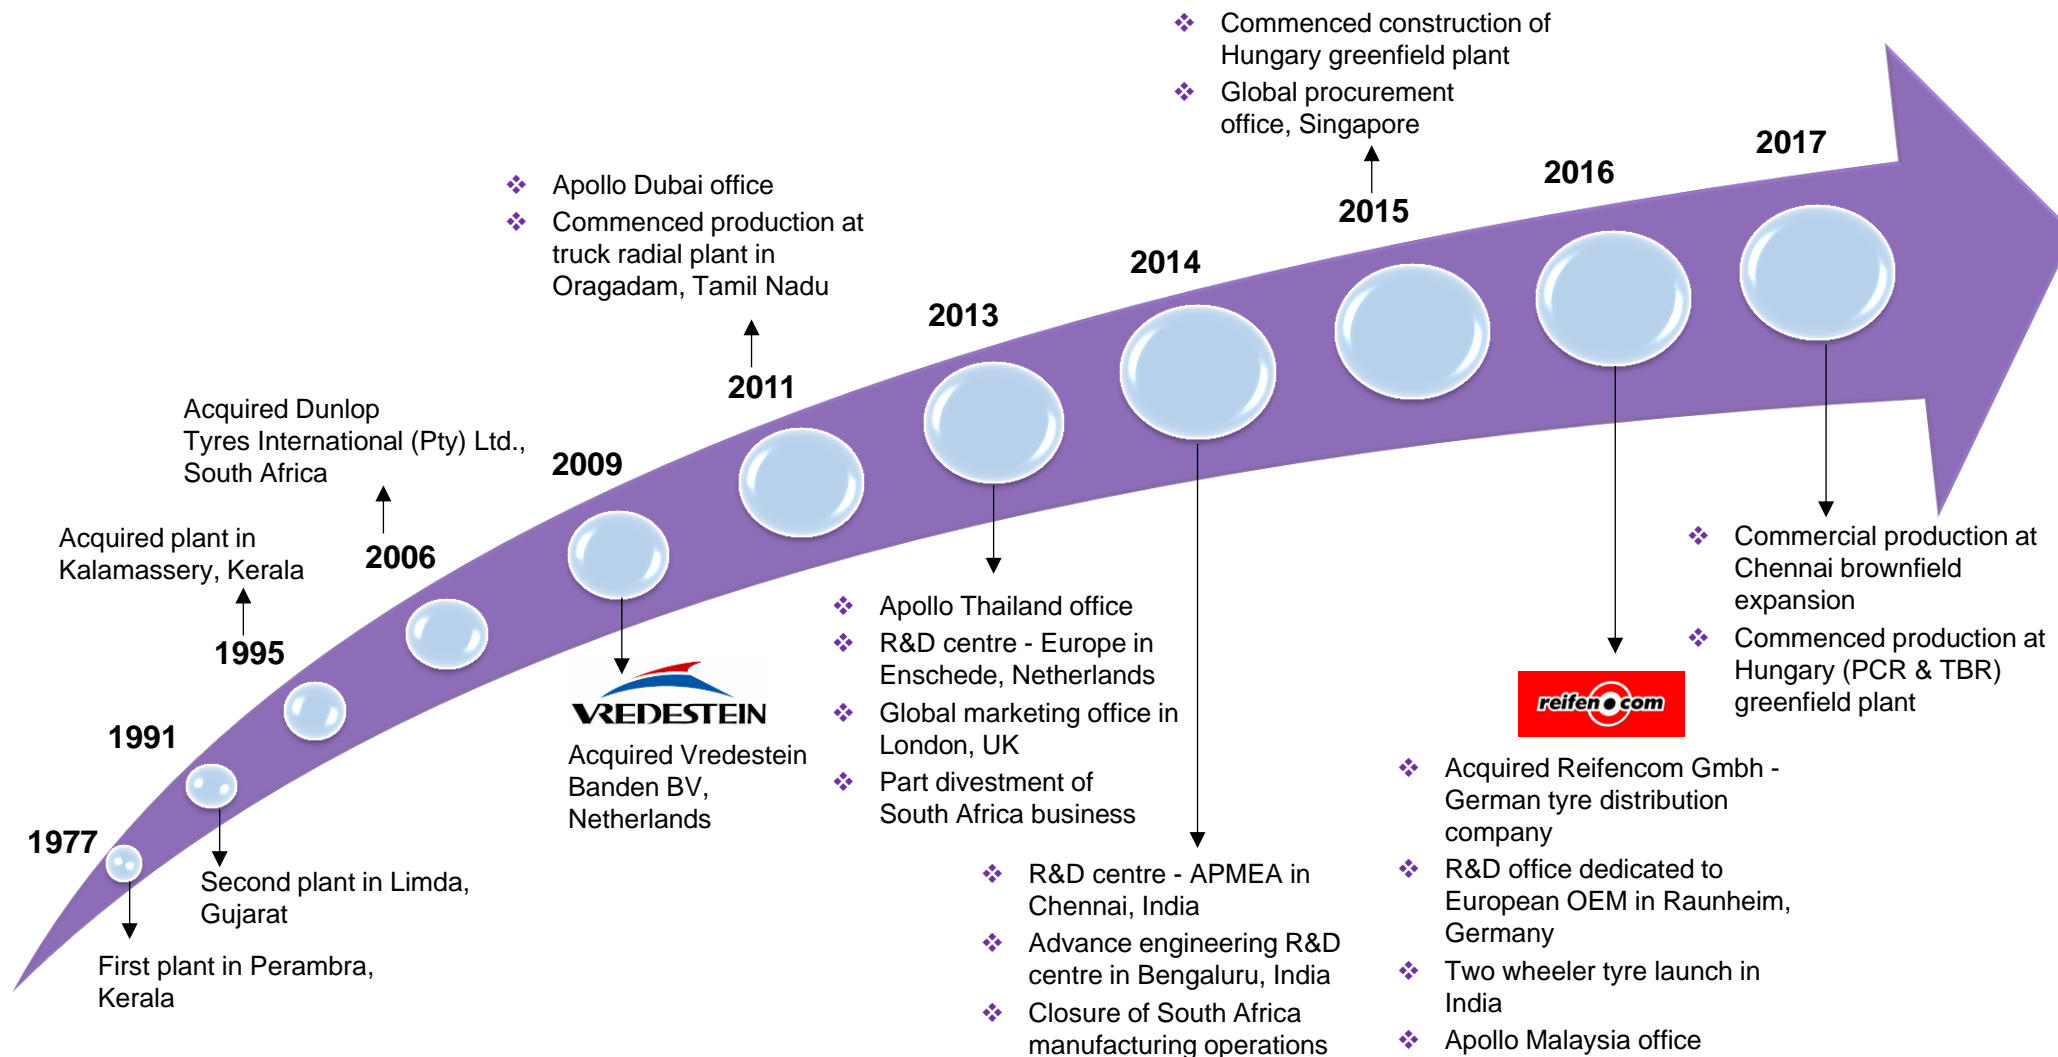 1977
First plant in Perambra,
Kerala
1991
Second plant in Limda,
Gujarat
Acquired plant in
Kalamassery, Kerala
1995
Acquired Dunlop
Tyres International (Pty) Ltd.,
South Africa
2006
2009
VREDESTEIN
Acquired Vredestein
Banden BV,
Netherlands
❖ Apollo Dubai office
❖ Commenced production at
truck radial plant in
Oragadam, Tamil Nadu
2011
2013
❖ Apollo Thailand office
❖ R&D centre - Europe in
Enschede, Netherlands
❖ Global marketing office in
London, UK
❖ Part divestment of
South Africa business
2014
❖ R&D centre - APMEA in
Chennai, India
❖ Advance engineering R&D
centre in Bengaluru, India
❖ Closure of South Africa
manufacturing operations
❖ Commenced construction of
Hungary greenfield plant
❖ Global procurement
office, Singapore
2015
2016
reifen.com
❖ Acquired Reifencom Gmbh -
German tyre distribution
company
❖ R&D office dedicated to
European OEM in Raunheim,
Germany
❖ Two wheeler tyre launch in
India
❖ Apollo Malaysia office
2017
❖ Commercial production at
Chennai brownfield
expansion
❖ Commenced production at
Hungary (PCR & TBR)
greenfield plant